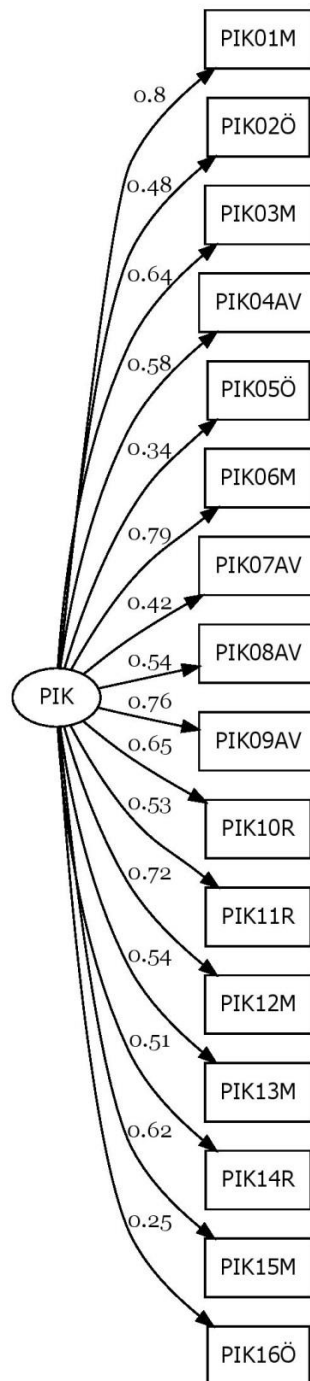 PIK01M
0.8
PIK02Ö
0.48
PIK03M
0.64
PIK04AV
0.58
PIK05Ö
0.34
PIK06M
0.79
PIK07AV
0.42
PIK08AV
0.54
PIK
0.76
PIK09AV
0.65
PIK10R
0.53
PIK11R
0.72
PIK12M
0.54
PIK13M
0.51
PIK14R
0.62
PIK15M
0.25
PIK16Ö